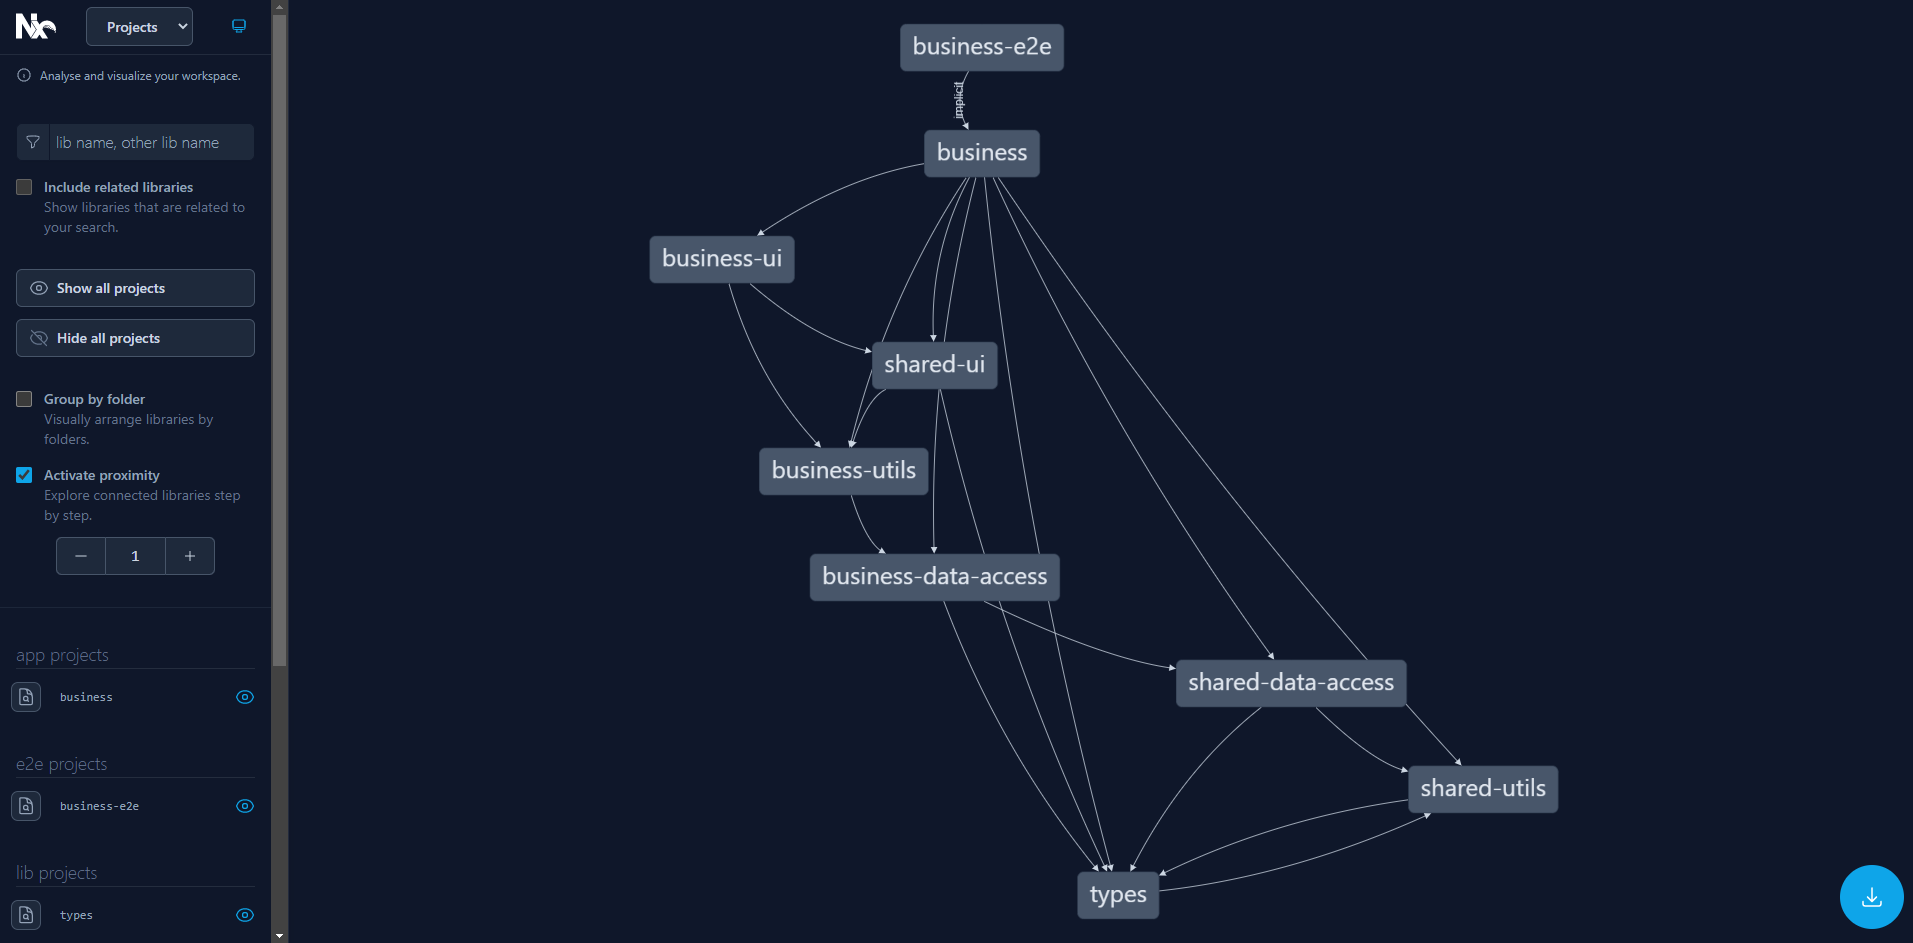 Nx
Projects
Analyse and visualize your workspace.
lib name, other lib name
Include related libraries
Show libraries that are related to
your search.
Show all projects
Hide all projects
Group by folder
Visually arrange libraries by
folders.
Activate proximity
Explore connected libraries step
by step.
1
app projects
business
e2e projects
business-e2e
lib projects
types
business-e2e
implicit
business
business-ui
shared-ui
business-utils
business-data-access
shared-data-access
shared-utils
types